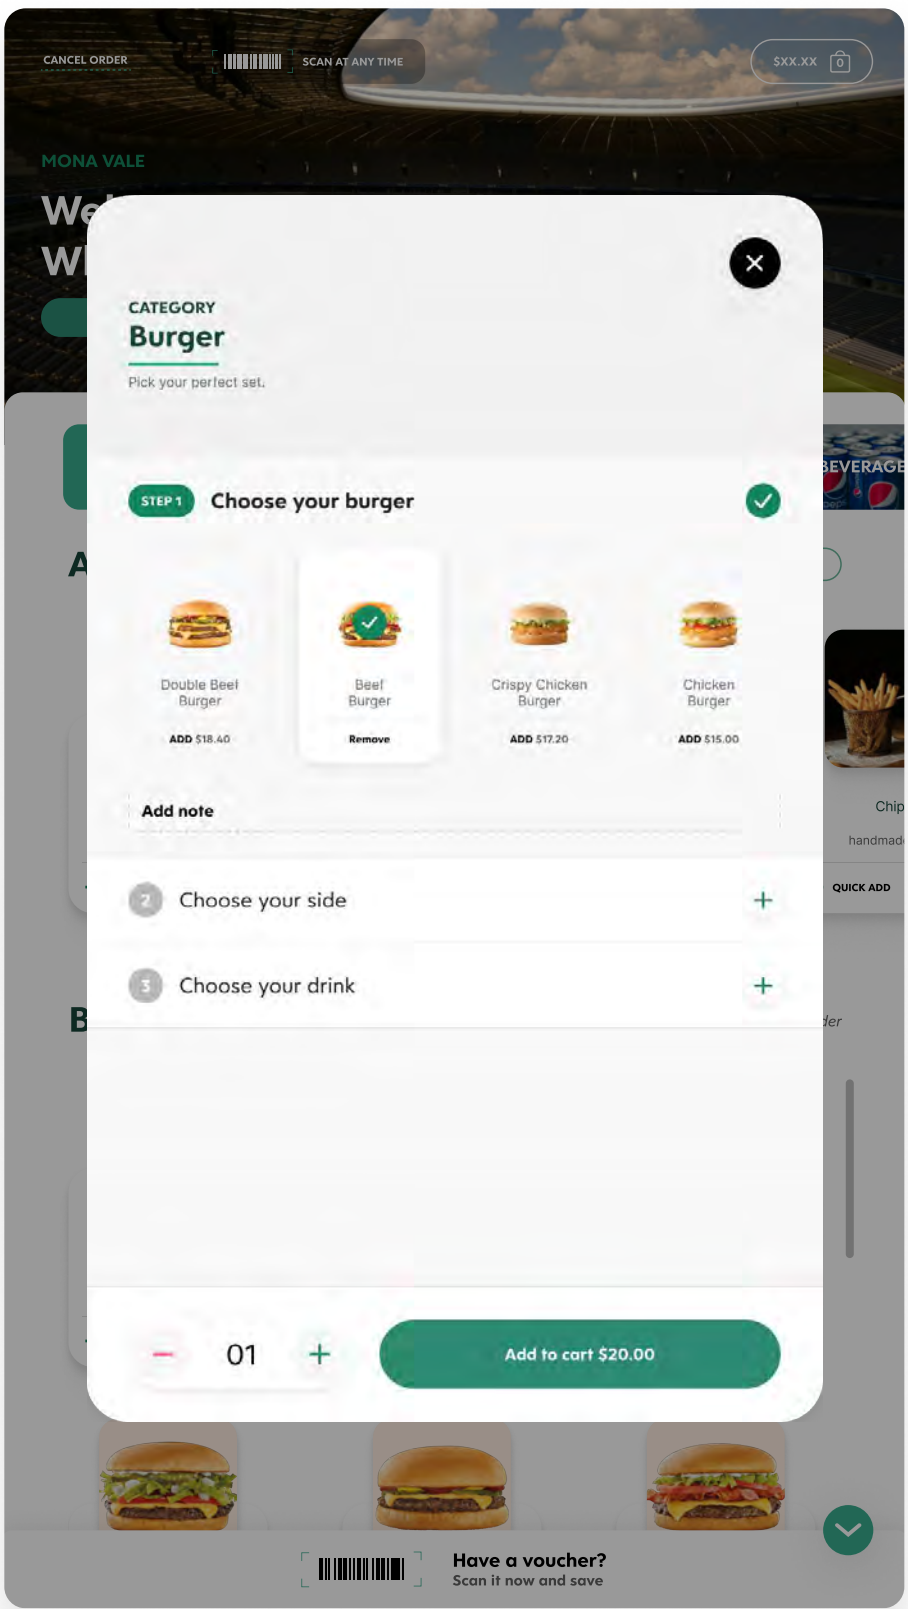 CANCEL ORDER
SCAN AT ANY TIME
$XX.XX
0
MONA VALE
CATEGORY
Burger
Pick your perfect set.
BEVERAGE
STEP 1
Choose your burger
Double Beef
Burger
ADD $18.40
Beef
Burger
Remove
Crispy Chicken
Burger
ADD $17.20
Chicken
Burger
ADD $15.00
Add note
Chip
handmade
QUICK ADD
2
Choose your side
3
Choose your drink
01
Add to cart $20.00
Have a voucher?
Scan it now and save